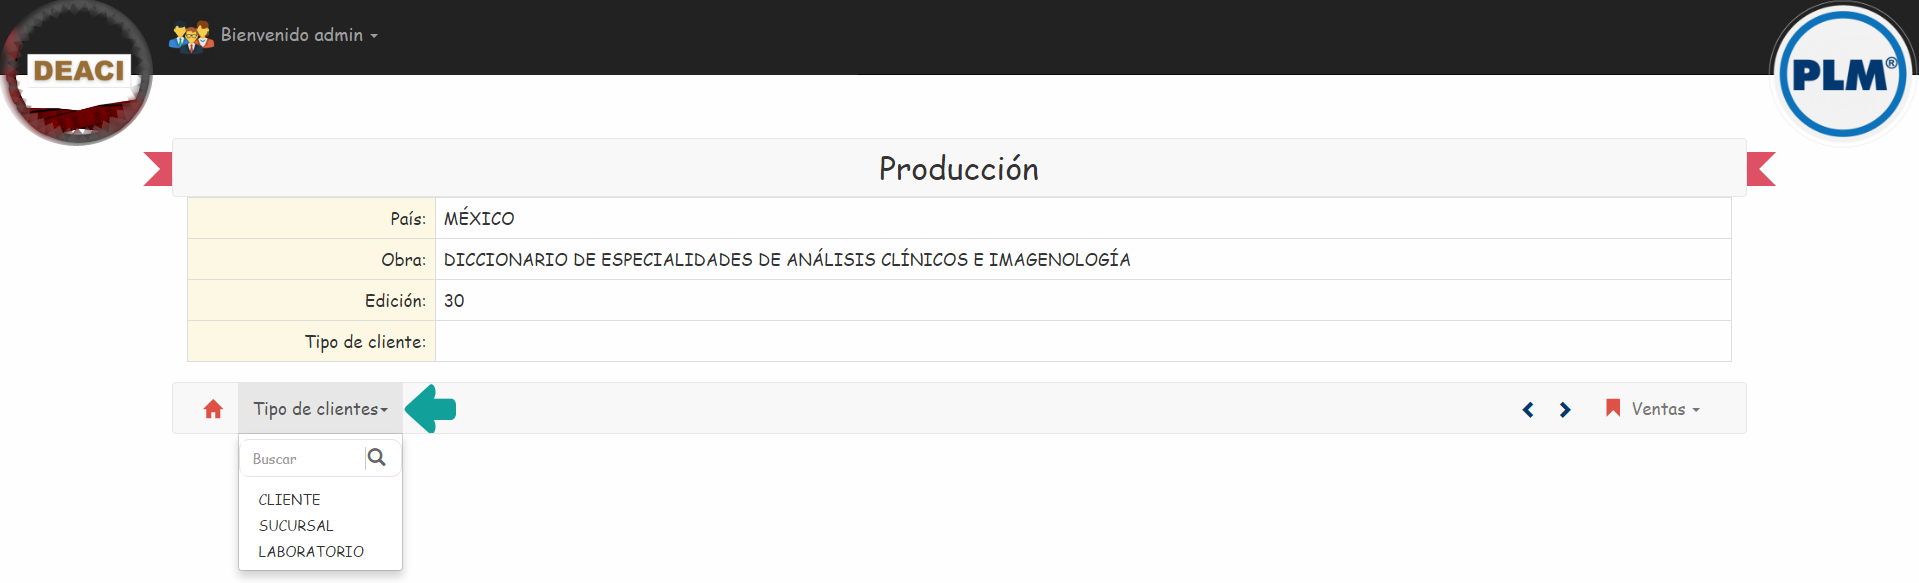 DEACI
Bienvenido admin
PLM®
Producción
País: MÉXICO
Obra: DICCIONARIO DE ESPECIALIDADES DE ANÁLISIS CLÍNICOS E IMAGENOLOGÍA
Edición: 30
Tipo de cliente:
Tipo de clientes
Ventas
Buscar
CLIENTE
SUCURSAL
LABORATORIO